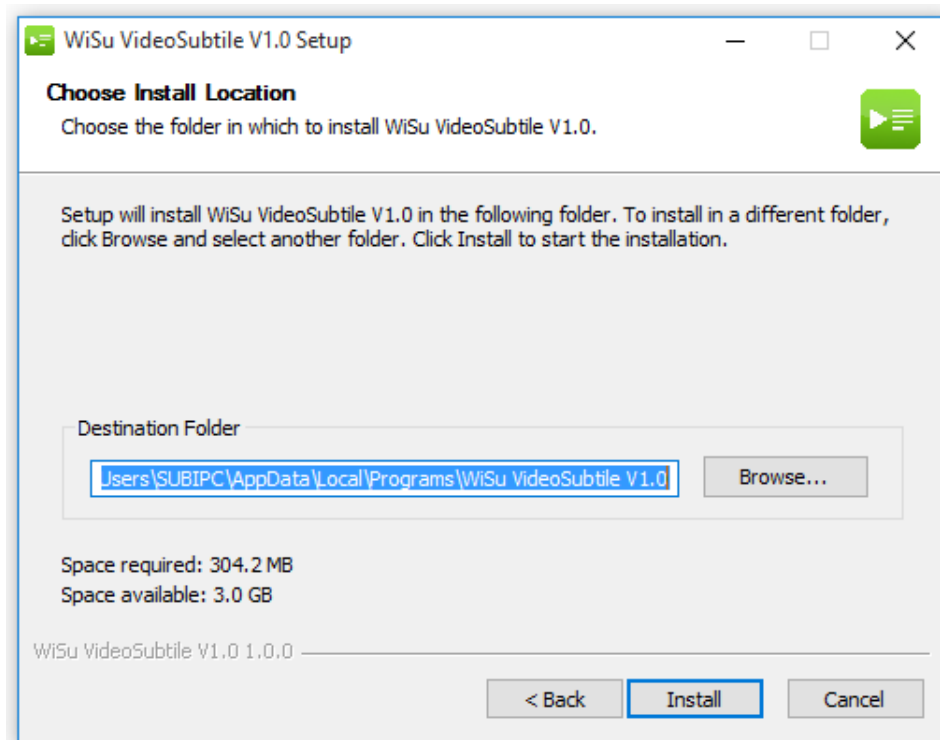 WiSu VideoSubtile V1.0 Setup
Choose Install Location
Choose the folder in which to install WiSu VideoSubtile V1.0.
Setup will install WiSu VideoSubtile V1.0 in the following folder. To install in a different folder,
click Browse and select another folder. Click Install to start the installation.
Destination Folder
Users\SUBIPC\AppData\Local\Programs\WiSu VideoSubtile V1.0
Browse...
Space required: 304.2 MB
Space available: 3.0 GB
WiSu VideoSubtile V1.0 1.0.0
< Back
Install
Cancel